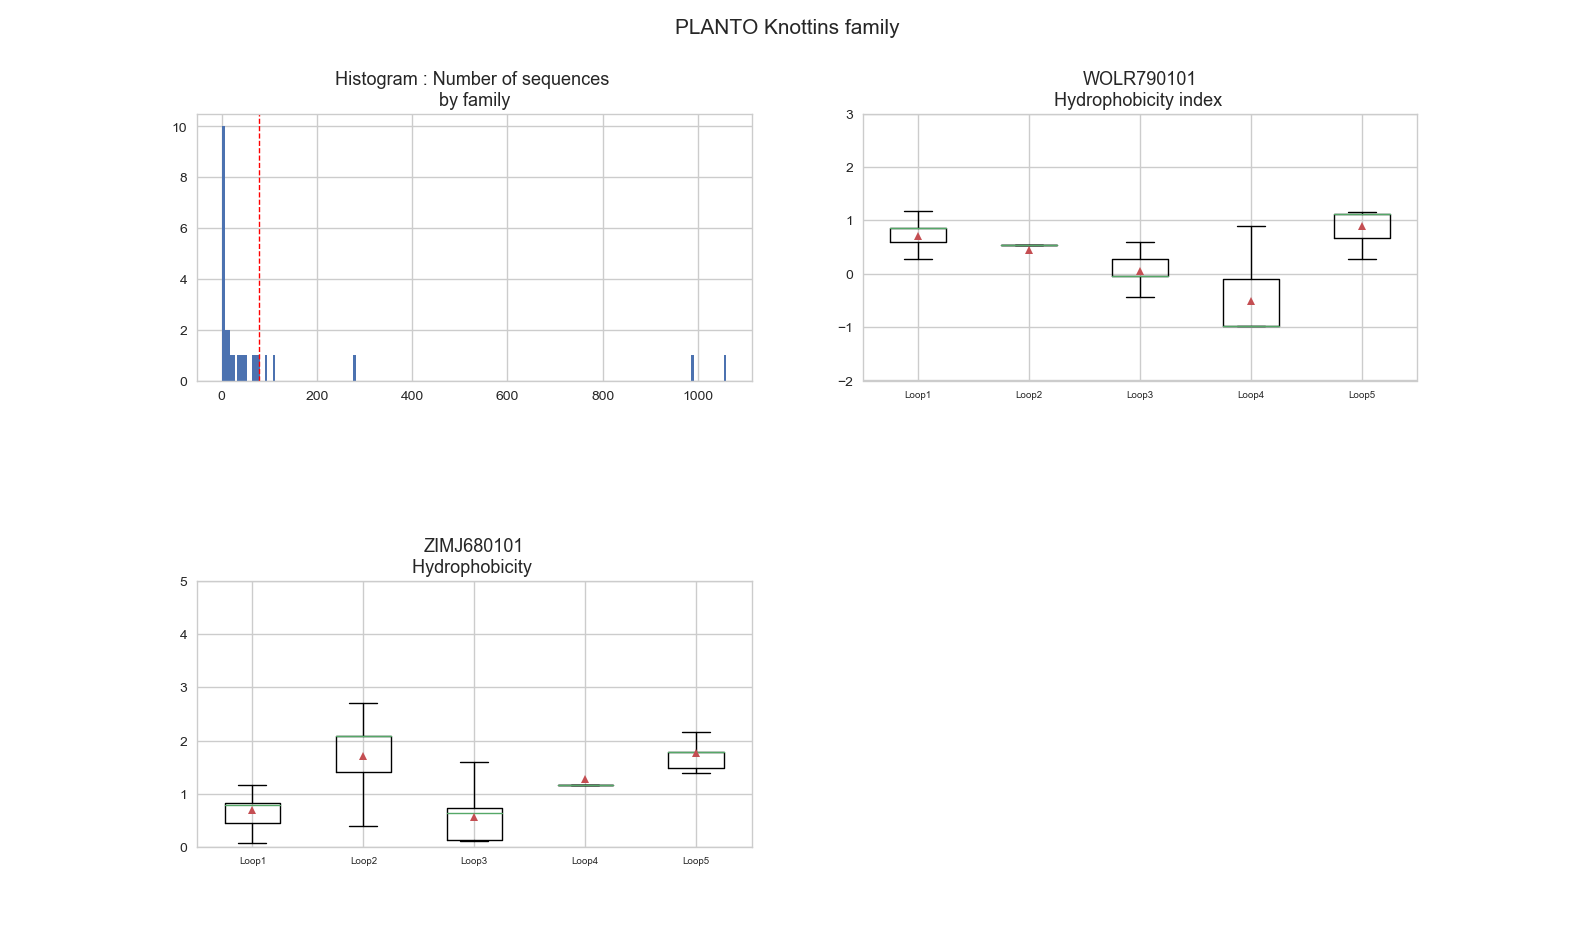 PLANTO Knottins family
Histogram : Number of sequences
by family
10
8
6
4
2
0
0 200 400 600 800 1000
WOLR790101
Hydrophobicity index
3
2
1
0
−1
−2
Loop1 Loop2 Loop3 Loop4 Loop5
ZIMJ680101
Hydrophobicity
5
4
3
2
1
0
Loop1 Loop2 Loop3 Loop4 Loop5